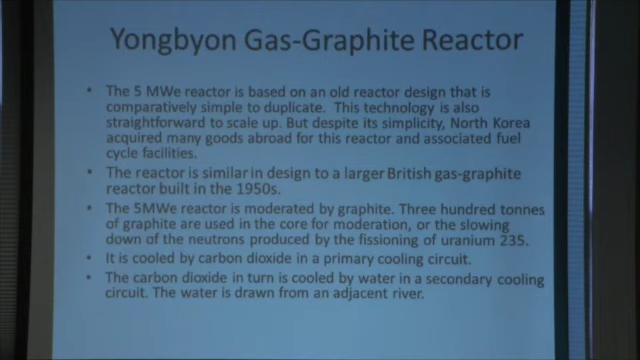 Yongbyon Gas-Graphite Reactor
• The 5 MWe reactor is based on an old reactor design that is
comparatively simple to duplicate. This technology is also
straightforward to scale up. But despite its simplicity, North Korea
acquired many goods abroad for this reactor and associated fuel
cycle facilities.
• The reactor is similar in design to a larger British gas-graphite
reactor built in the 1950s.
• The 5MWe reactor is moderated by graphite. Three hundred tonnes
of graphite are used in the core for moderation, or the slowing
down of the neutrons produced by the fissioning of uranium 235.
• It is cooled by carbon dioxide in a primary cooling circuit.
• The carbon dioxide in turn is cooled by water in a secondary cooling
circuit. The water is drawn from an adjacent river.